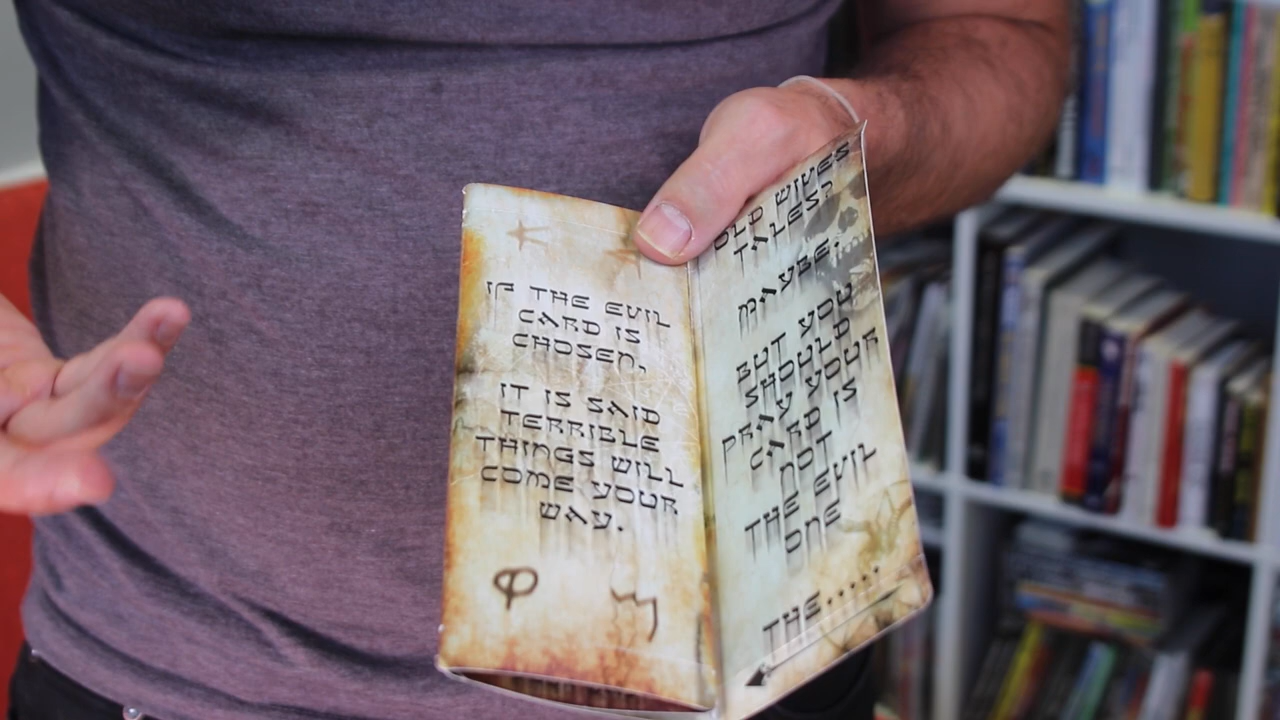 IF THE EVIL
CARD IS
CHOSEN,
IT IS SAID
TERRIBLE
THINGS WILL
COME YOUR
WAY.
OLD WIVES
TALES?
MAYBE.
BUT YOU
SHOULD
PRAY YOUR
CARD IS
NOT
THE EVIL
ONE
THE.....